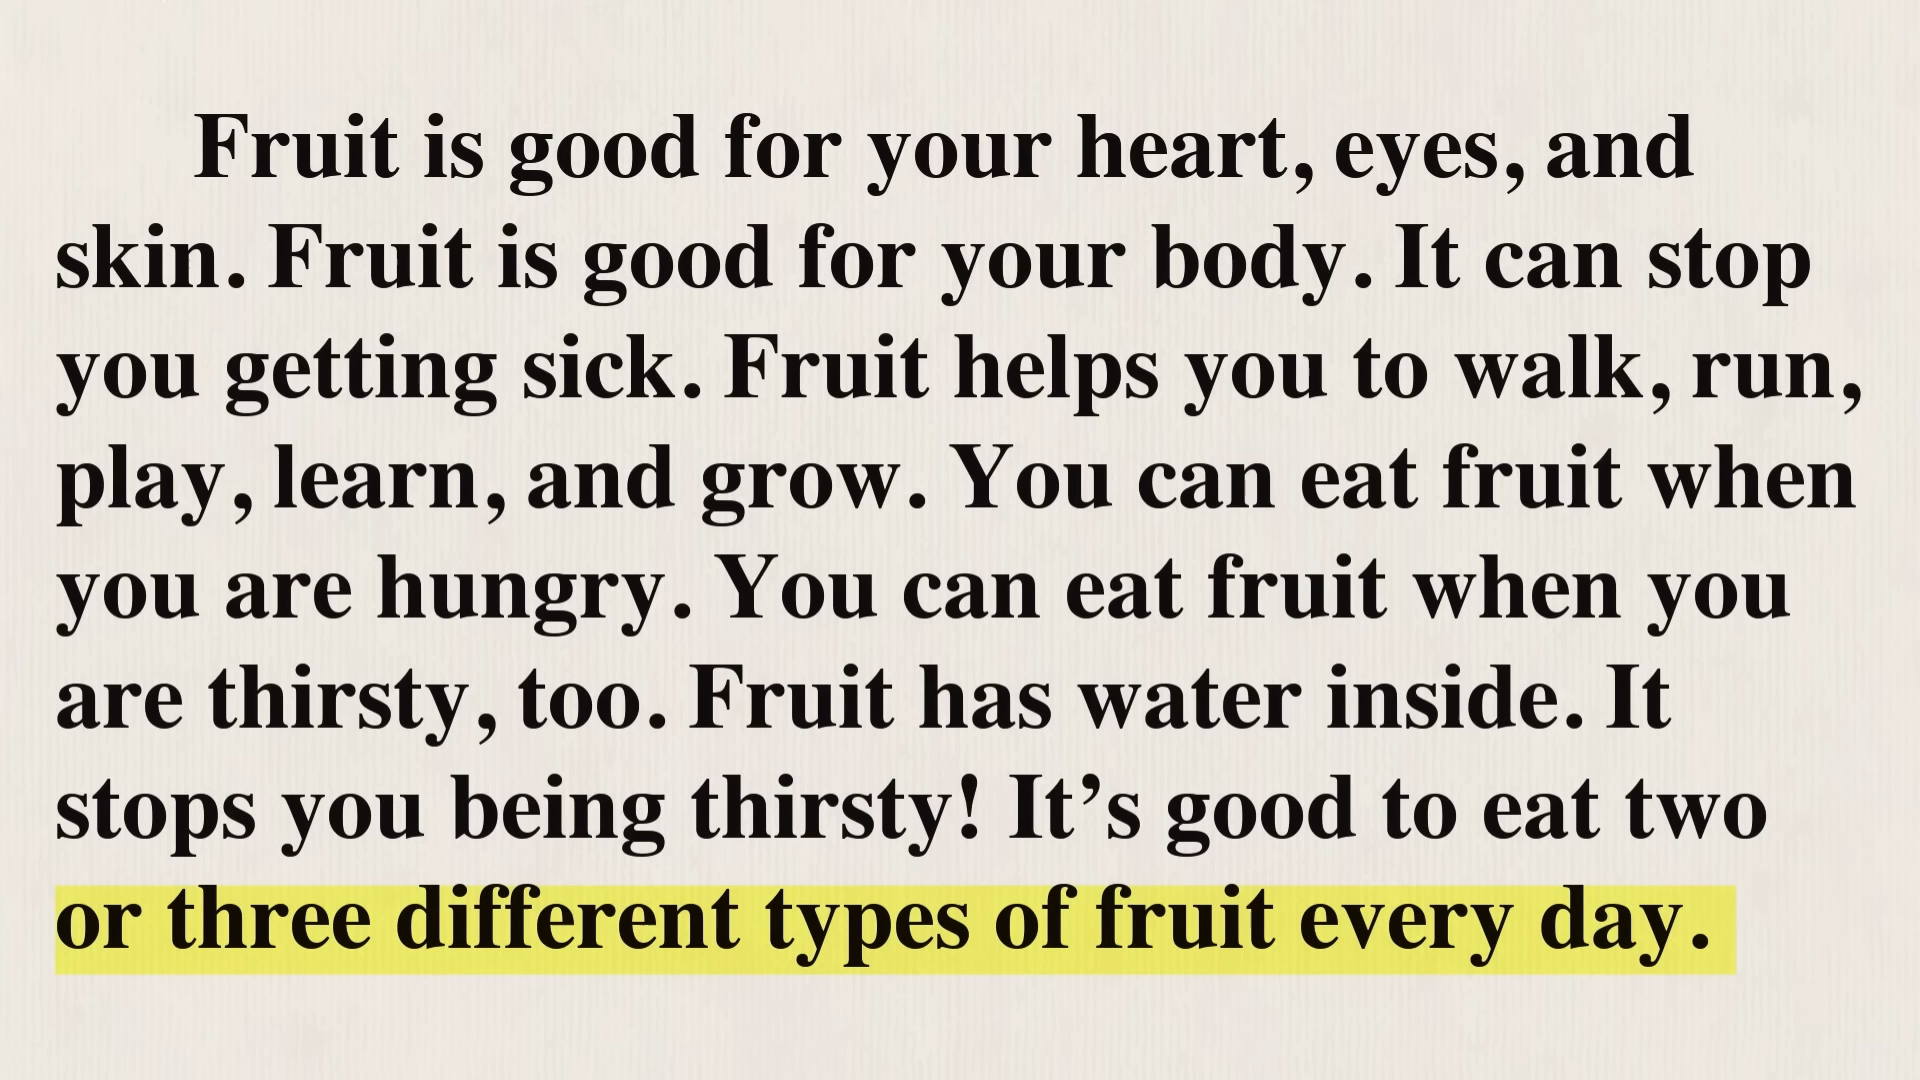 Fruit is good for your heart, eyes, and
skin. Fruit is good for your body. It can stop
you getting sick. Fruit helps you to walk, run,
play, learn, and grow. You can eat fruit when
you are hungry. You can eat fruit when you
are thirsty, too. Fruit has water inside. It
stops you being thirsty! It’s good to eat two
or three different types of fruit every day.